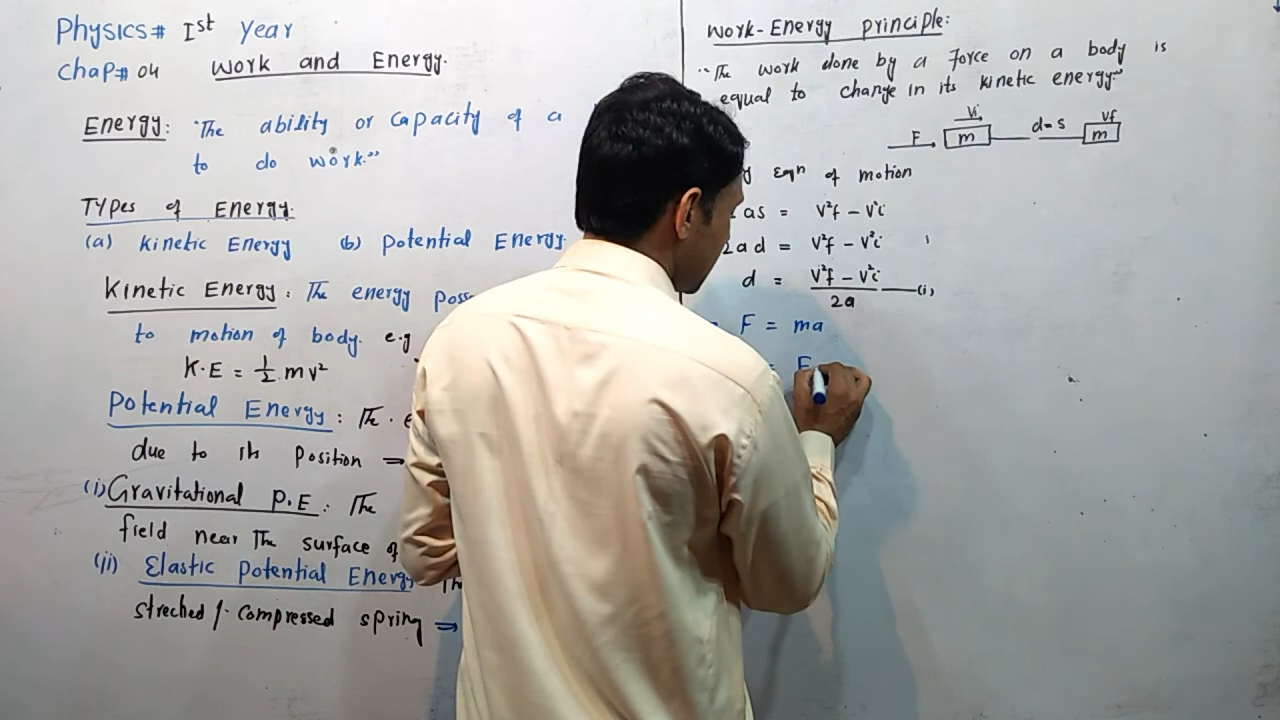 Physics# Ist Year
Chap# 04 Work and Energy.
Energy: "The ability or capacity of a
to do work."
Types of Energy.
(a) Kinetic Energy (b) Potential Energy.
Kinetic Energy: The energy poss
to motion of body. e.g
K.E = ½ mv²
Potential Energy: The
due to its position ⇒
(i) Gravitational P.E: The
field near The surface of
(ii) Elastic Potential Energy Th
streched / compressed spring ⇒
Work-Energy principle:
"The work done by a force on a body is
equal to change in its kinetic energy"
F Vi m d=s Vf m
Eqn of motion
2as = V²f - V²i
2ad = V²f - V²i
d = V²f - V²i / 2a —(i)
F = ma
= F